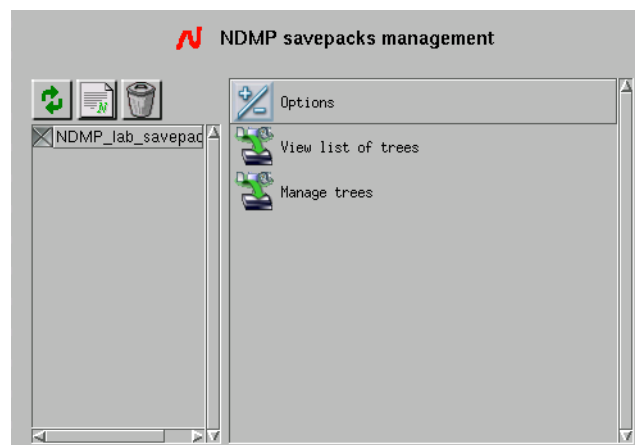 NDMP savepacks management
NDMP_lab_savepac
Options
View list of trees
Manage trees